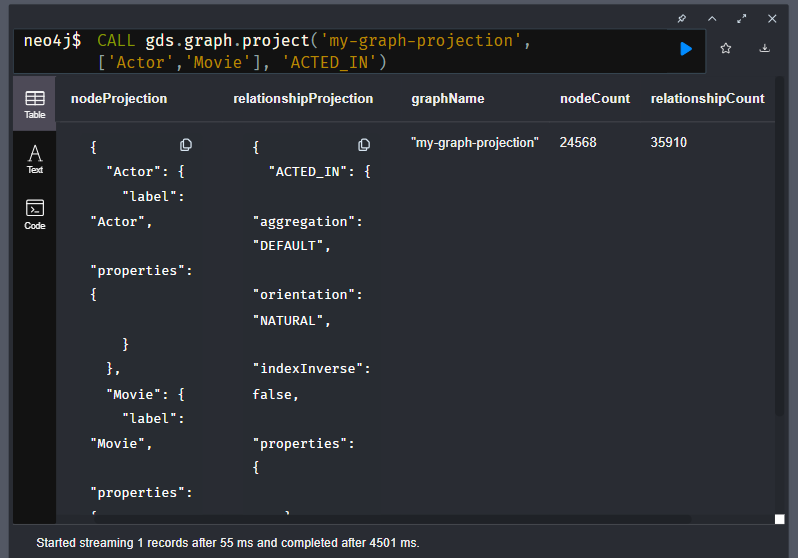 neo4j$ CALL gds.graph.project('my-graph-projection',
['Actor','Movie'], 'ACTED_IN')
Table
Text
Code
nodeProjection relationshipProjection graphName nodeCount relationshipCount
{
"Actor": {
"label":
"Actor",
"properties":
{
}
},
"Movie": {
"label":
"Movie",
"properties":
{
"ACTED_IN": {
"aggregation":
"DEFAULT",
"orientation":
"NATURAL",
"indexInverse":
false,
"properties":
{
"my-graph-projection" 24568 35910
Started streaming 1 records after 55 ms and completed after 4501 ms.